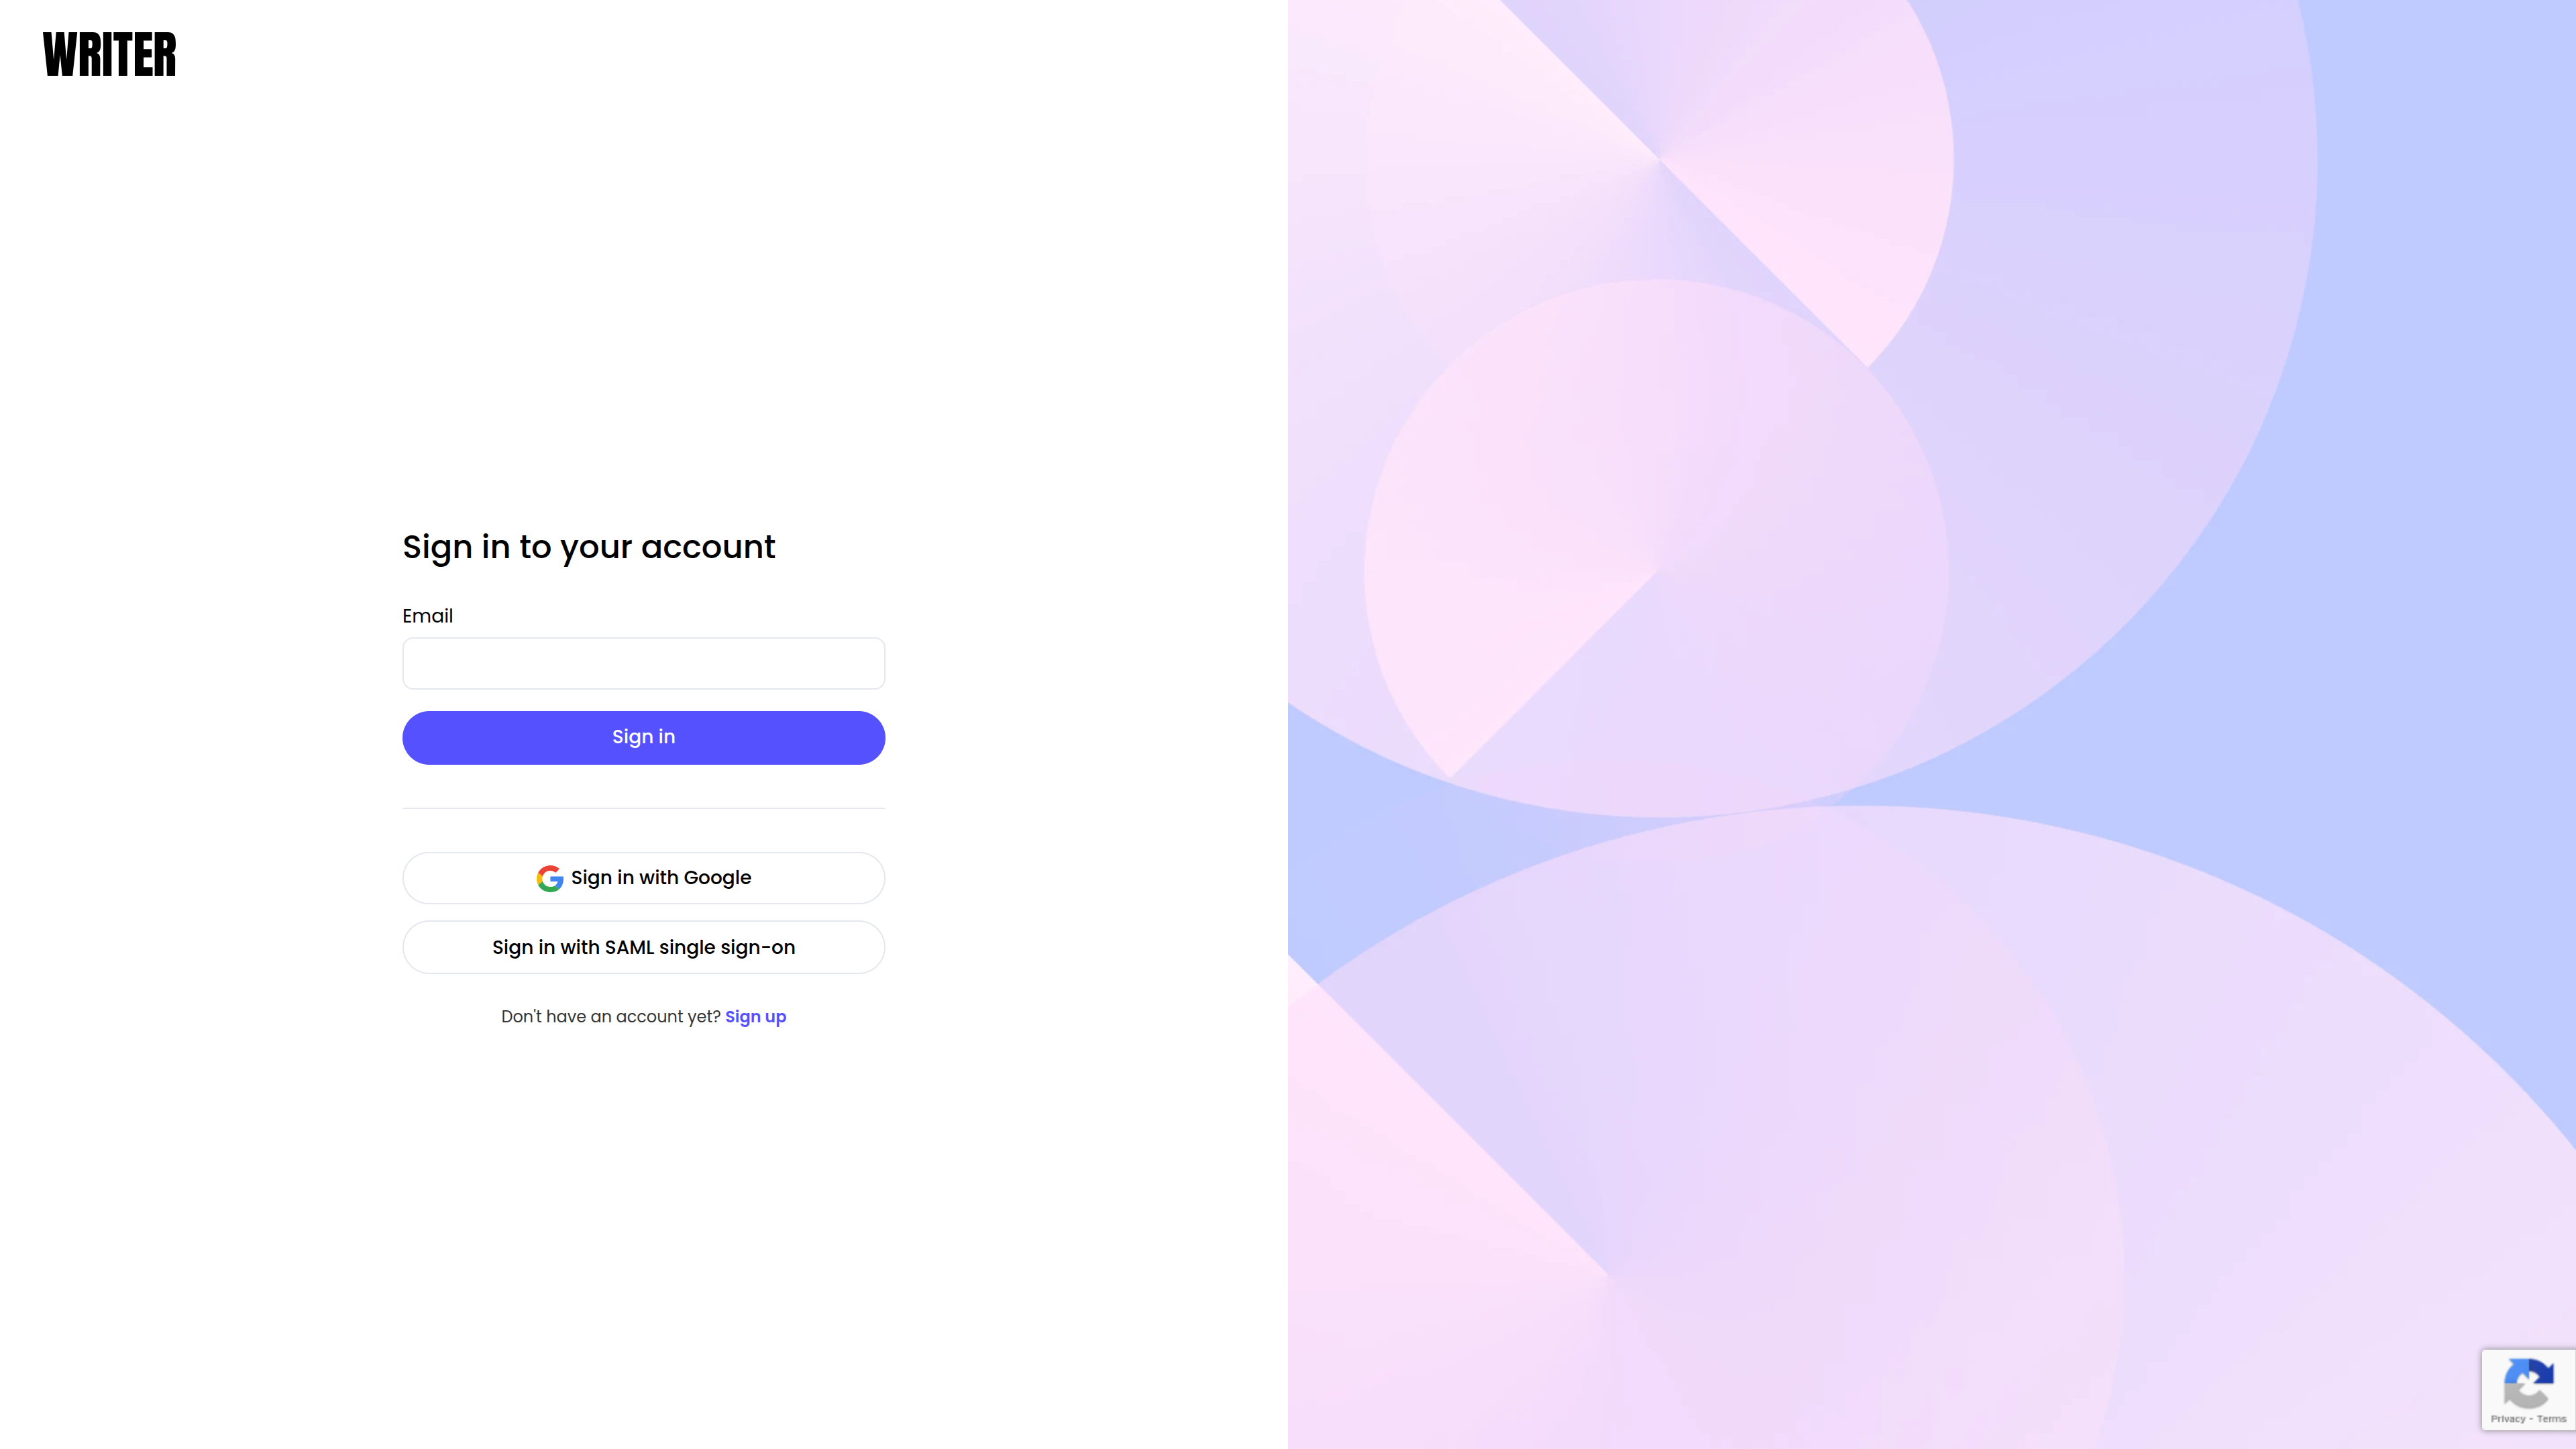 WRITER
Sign in to your account
Email
Sign in
Sign in with Google
Sign in with SAML single sign-on
Don't have an account yet? Sign up
Privacy - Terms